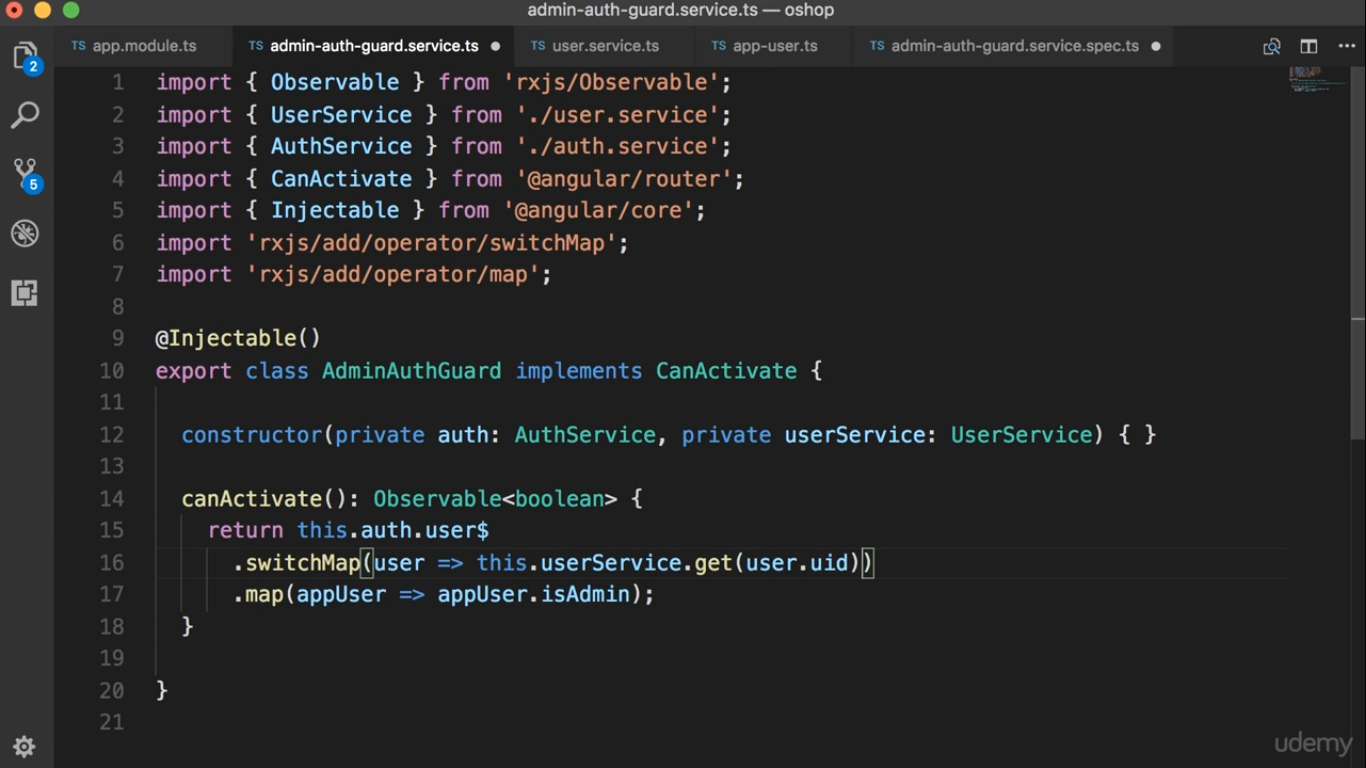 admin-auth-guard.service.ts — oshop
TS app.module.ts TS admin-auth-guard.service.ts ● TS user.service.ts TS app-user.ts TS admin-auth-guard.service.spec.ts ●
2
5
1 import { Observable } from 'rxjs/Observable';
2 import { UserService } from './user.service';
3 import { AuthService } from './auth.service';
4 import { CanActivate } from '@angular/router';
5 import { Injectable } from '@angular/core';
6 import 'rxjs/add/operator/switchMap';
7 import 'rxjs/add/operator/map';
8
9 @Injectable()
10 export class AdminAuthGuard implements CanActivate {
11
12   constructor(private auth: AuthService, private userService: UserService) { }
13
14   canActivate(): Observable<boolean> {
15     return this.auth.user$
16       .switchMap(user => this.userService.get(user.uid))
17       .map(appUser => appUser.isAdmin);
18   }
19
20 }
21
udemy